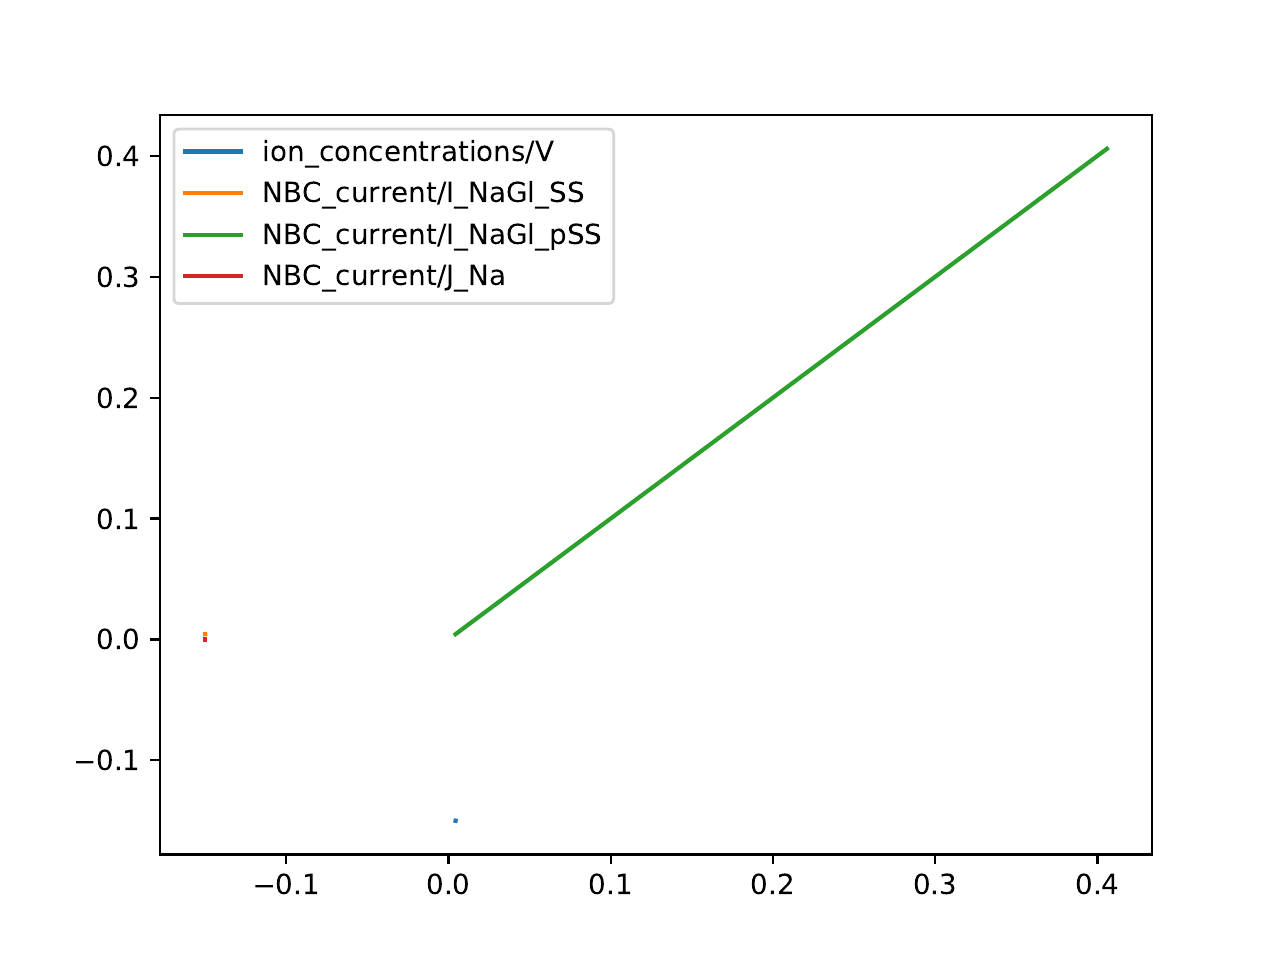 ion_concentrations/V
NBC_current/I_NaGl_SS
NBC_current/I_NaGl_pSS
NBC_current/J_Na
0.4
0.3
0.2
0.1
0.0
−0.1
−0.1 0.0 0.1 0.2 0.3 0.4